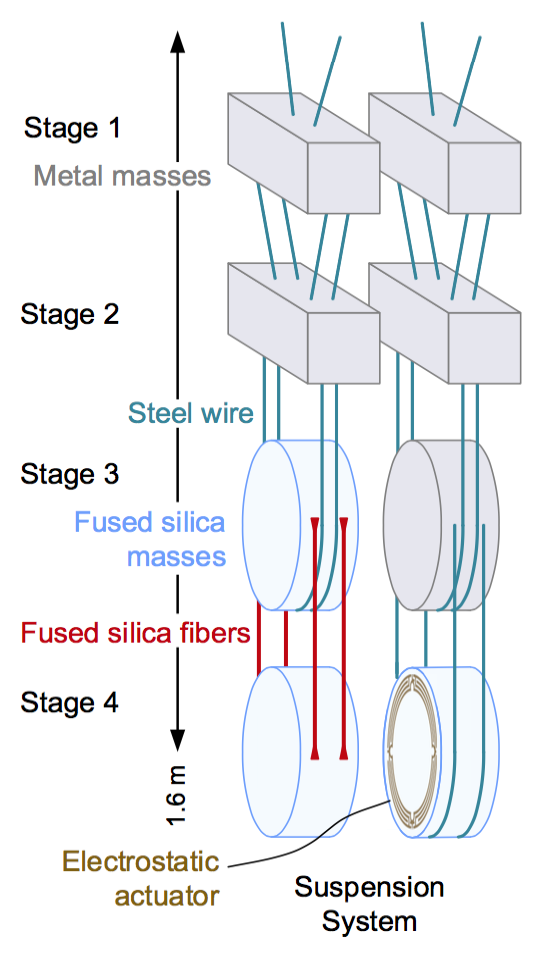 Stage 1
Metal masses
Stage 2
Steel wire
Stage 3
Fused silica
masses
Fused silica fibers
Stage 4
1.6 m
Electrostatic
actuator
Suspension
System